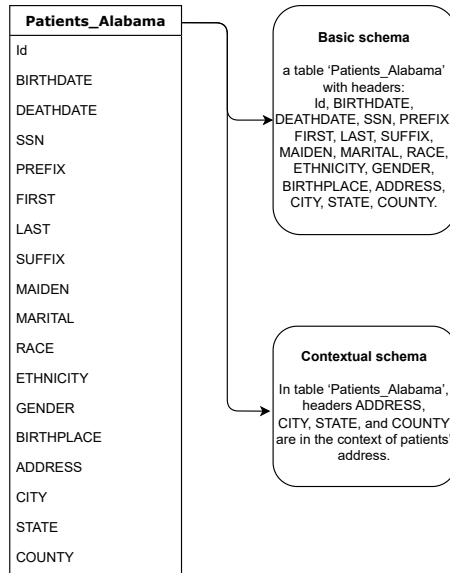 Patients_Alabama
Id
BIRTHDATE
DEATHDATE
SSN
PREFIX
FIRST
LAST
SUFFIX
MAIDEN
MARITAL
RACE
ETHNICITY
GENDER
BIRTHPLACE
ADDRESS
CITY
STATE
COUNTY
Basic schema
a table ‘Patients_Alabama’
with headers:
Id, BIRTHDATE,
DEATHDATE, SSN, PREFIX
FIRST, LAST, SUFFIX,
MAIDEN, MARITAL, RACE,
ETHNICITY, GENDER,
BIRTHPLACE, ADDRESS,
CITY, STATE, COUNTY.
Contextual schema
In table ‘Patients_Alabama’,
headers ADDRESS,
CITY, STATE, and COUNTY
are in the context of patients'
address.